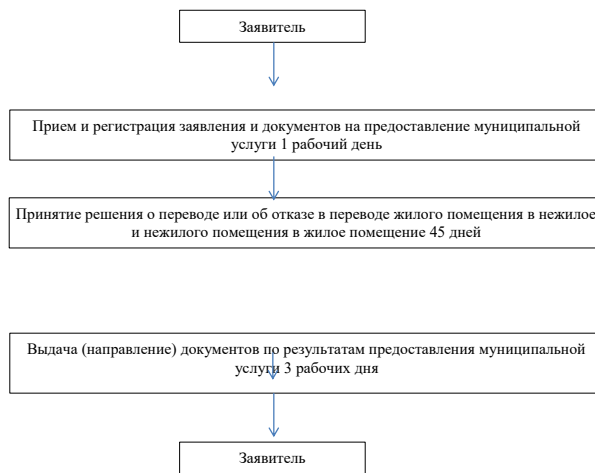 Заявитель
Прием и регистрация заявления и документов на предоставление муниципальной
услуги 1 рабочий день
Принятие решения о переводе или об отказе в переводе жилого помещения в нежилое
и нежилого помещения в жилое помещение 45 дней
Выдача (направление) документов по результатам предоставления муниципальной
услуги 3 рабочих дня
Заявитель